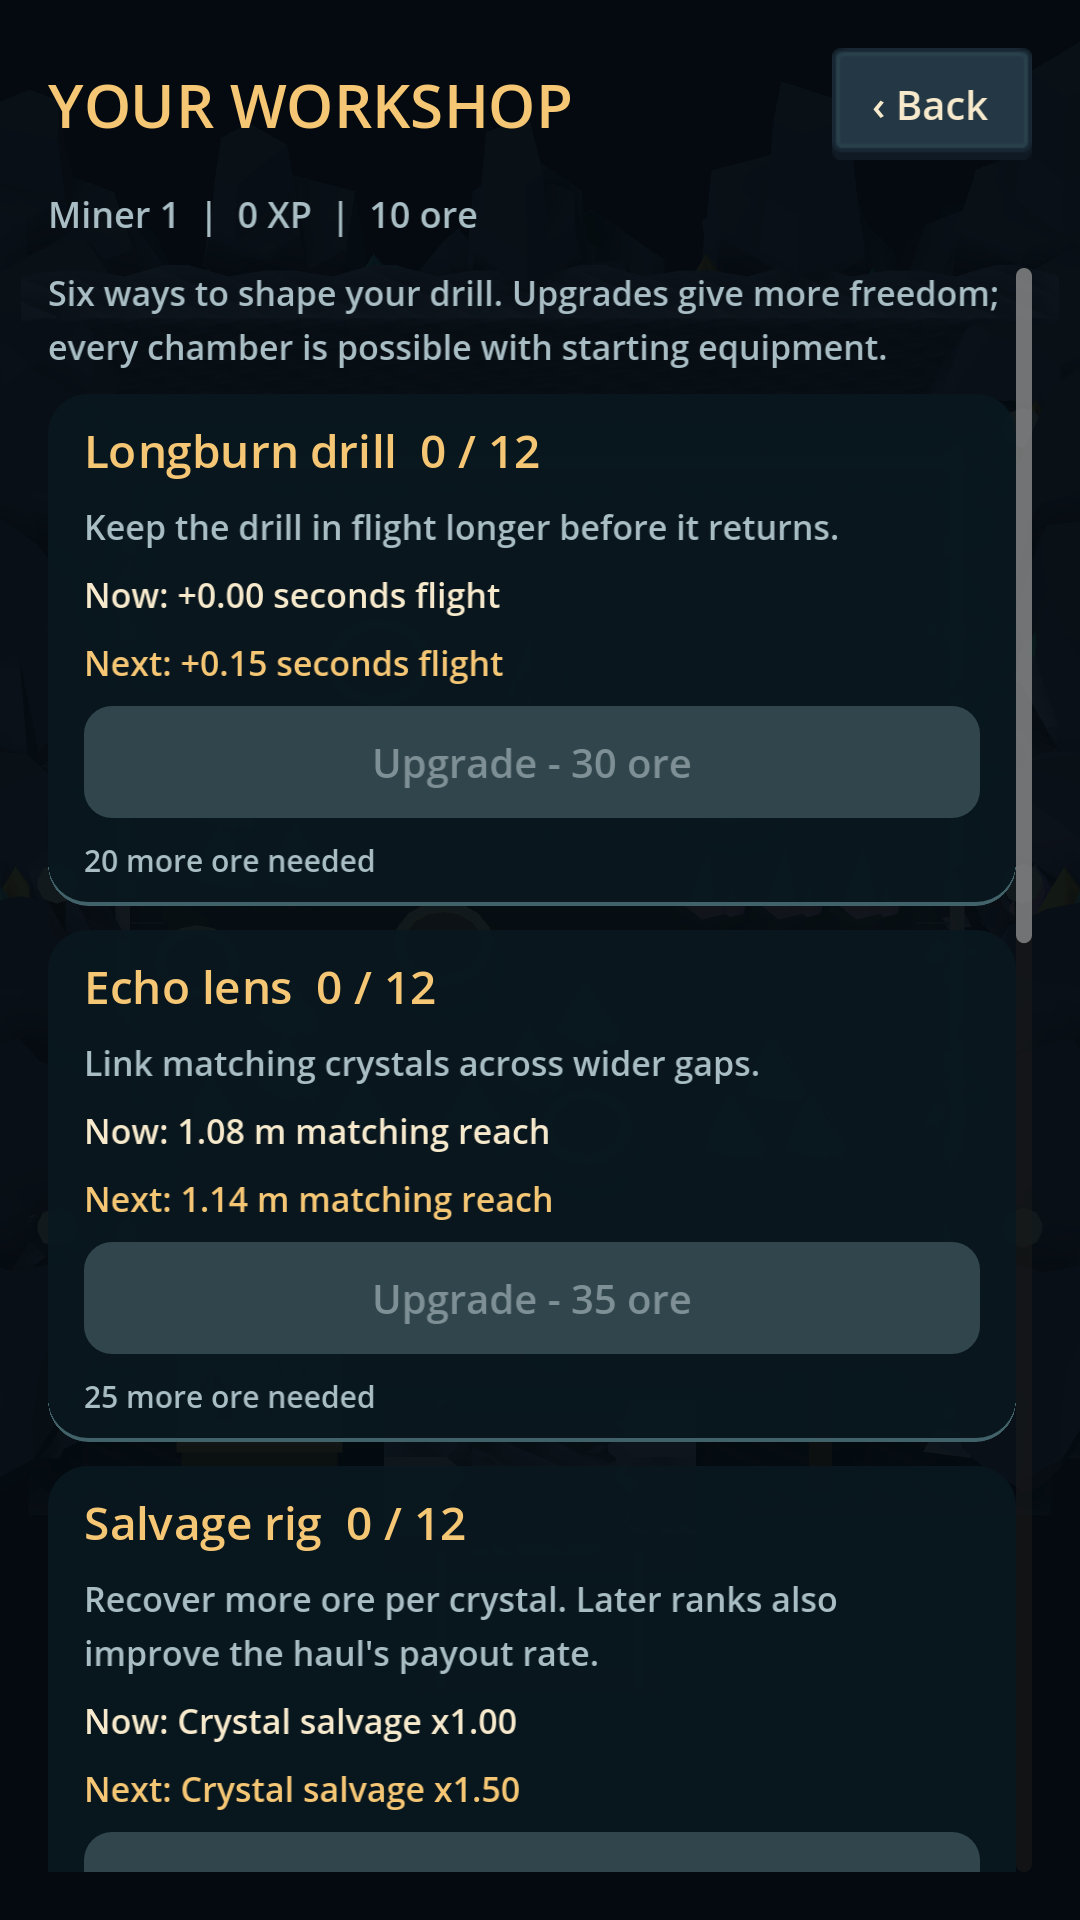 YOUR WORKSHOP
‹ Back
Miner 1 | 0 XP | 10 ore
Six ways to shape your drill. Upgrades give more freedom;
every chamber is possible with starting equipment.
Longburn drill 0 / 12
Keep the drill in flight longer before it returns.
Now: +0.00 seconds flight
Next: +0.15 seconds flight
Upgrade - 30 ore
20 more ore needed
Echo lens 0 / 12
Link matching crystals across wider gaps.
Now: 1.08 m matching reach
Next: 1.14 m matching reach
Upgrade - 35 ore
25 more ore needed
Salvage rig 0 / 12
Recover more ore per crystal. Later ranks also
improve the haul's payout rate.
Now: Crystal salvage x1.00
Next: Crystal salvage x1.50